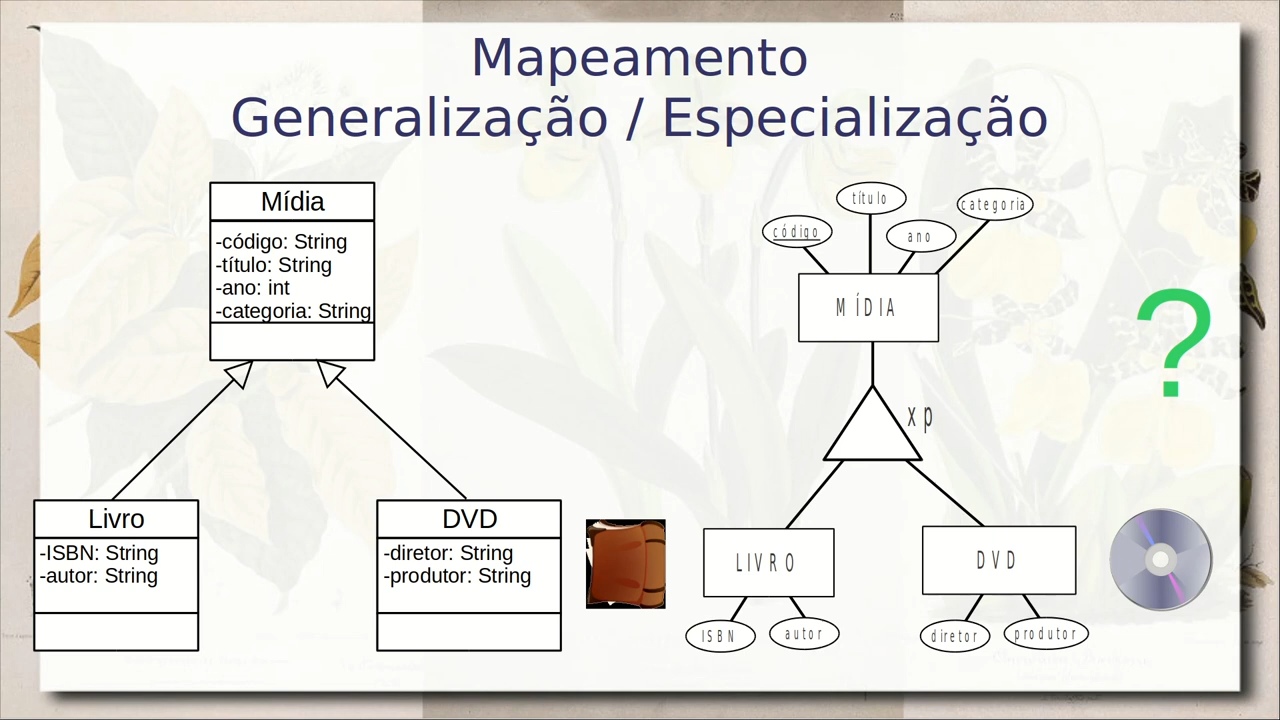 Mapeamento
Generalização / Especialização
Mídia
-código: String
-título: String
-ano: int
-categoria: String
Livro
-ISBN: String
-autor: String
DVD
-diretor: String
-produtor: String
código
título
ano
categoria
MÍDIA
xp
LIVRO
DVD
ISBN
autor
diretor
produtor
?